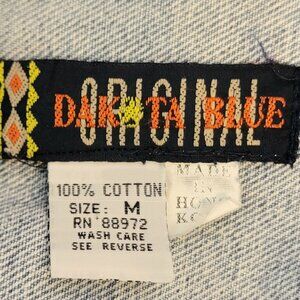 ORIGINAL
DAKOTA BLUE
100% COTTON
SIZE: M
RN 88972
WASH CARE
SEE REVERSE
MADE
IN
HONG